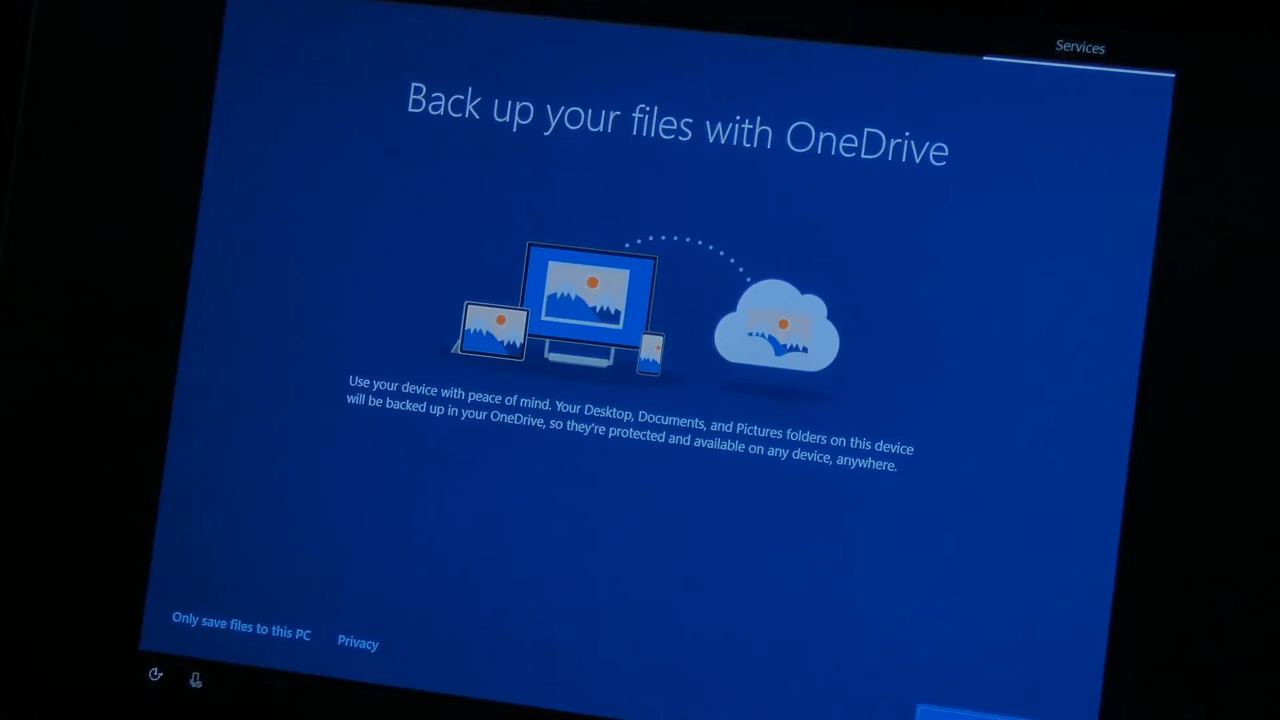 Services
Back up your files with OneDrive
Use your device with peace of mind. Your Desktop, Documents, and Pictures folders on this device
will be backed up in your OneDrive, so they're protected and available on any device, anywhere.
Only save files to this PC
Privacy